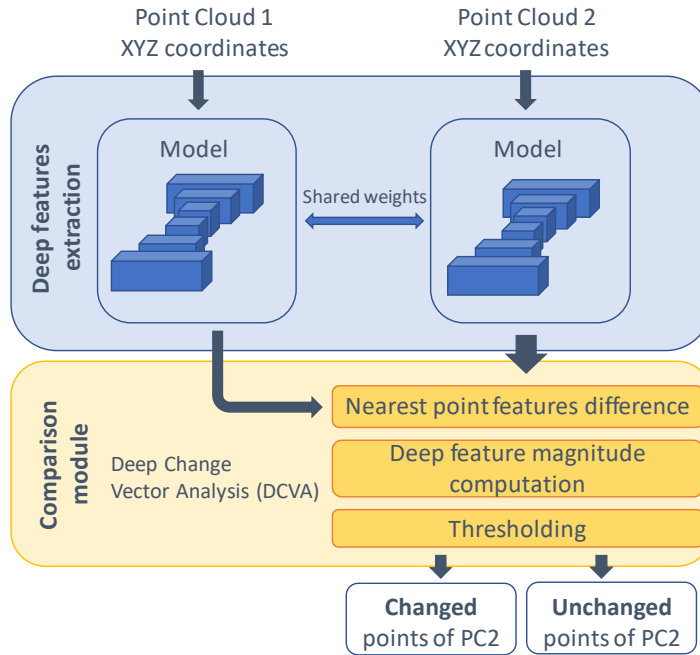 Point Cloud 1
XYZ coordinates
Point Cloud 2
XYZ coordinates
Deep features
extraction
Model
Shared weights
Model
Comparison
module
Deep Change
Vector Analysis (DCVA)
Nearest point features difference
Deep feature magnitude
computation
Thresholding
Changed
points of PC2
Unchanged
points of PC2